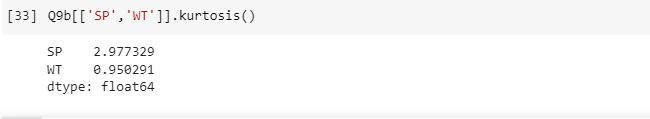 [33] Q9b[['SP','WT']].kurtosis()
SP 2.977329
WT 0.950291
dtype: float64